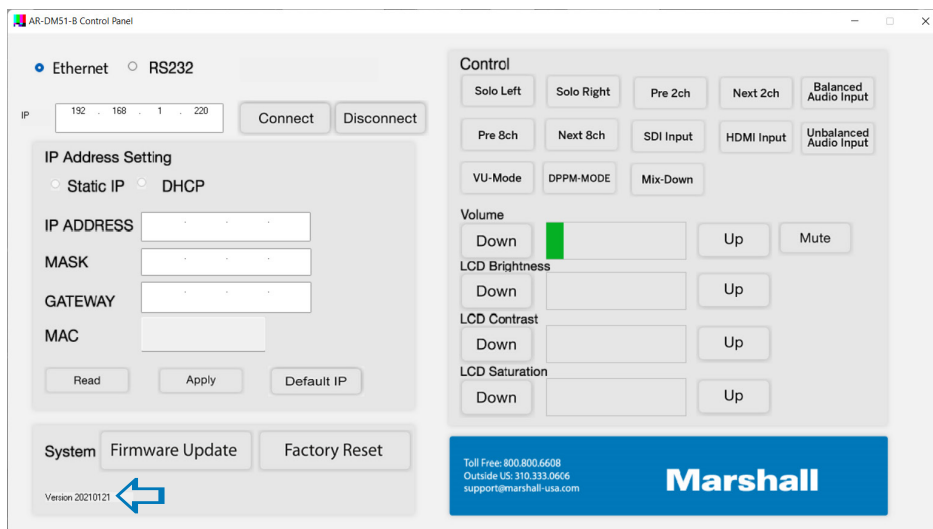 AR-DM51-B Control Panel
Ethernet RS232
IP 192 . 168 . 1 . 220 Connect Disconnect
IP Address Setting
Static IP DHCP
IP ADDRESS . . .
MASK . . .
GATEWAY . . .
MAC
Read Apply Default IP
System Firmware Update Factory Reset
Version 20210121
Control
Solo Left Solo Right Pre 2ch Next 2ch Balanced
Audio Input
Pre 8ch Next 8ch SDI Input HDMI Input Unbalanced
Audio Input
VU-Mode DPPM-MODE Mix-Down
Volume
Down Up Mute
LCD Brightness
Down Up
LCD Contrast
Down Up
LCD Saturation
Down Up
Toll Free: 800.800.6608
Outside US: 310.333.0606
support@marshall-usa.com
Marshall